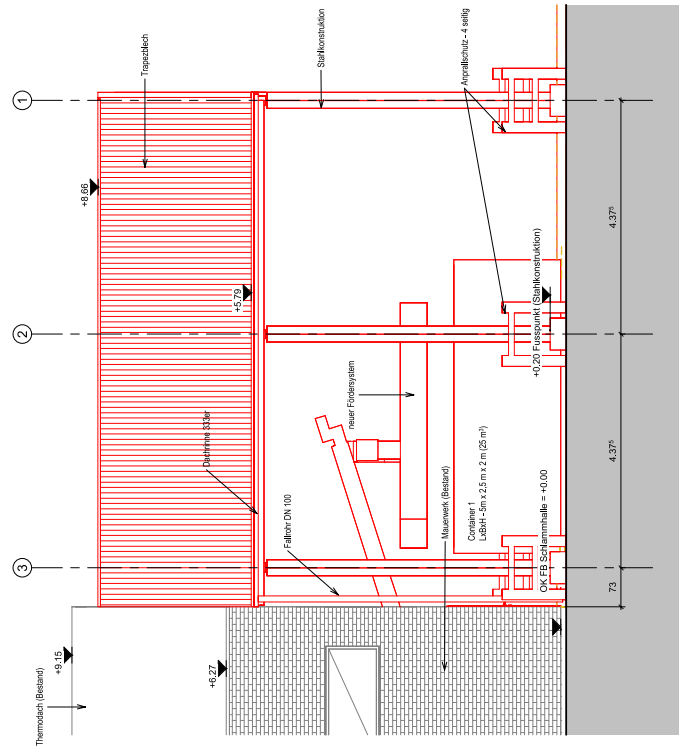 Thermodach (Bestand)
+9.15
+6.27
3
2
1
+8.66
Trapezblech
+5.79
Dachrinne 333er
Fallrohr DN 100
Stahlkonstruktion
neuer Fördersystem
Mauerwerk (Bestand)
Container 1
LxBxH - 5m x 2,5 m x 2 m (25 m³)
Anprallschutz - 4 seitig
+0.20 Fusspunkt (Stahlkonstruktion)
OK FB Schlammhalle = +0.00
73
4.37⁵
4.37⁵